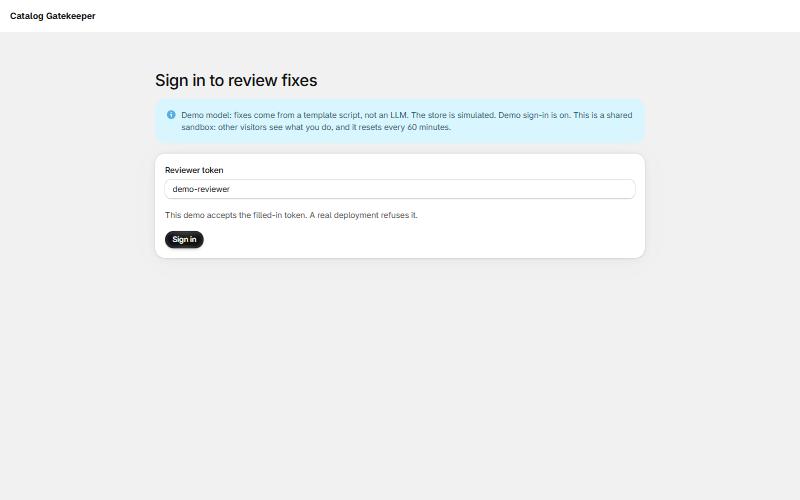 Catalog Gatekeeper
Sign in to review fixes
Demo model: fixes come from a template script, not an LLM. The store is simulated. Demo sign-in is on. This is a shared
sandbox: other visitors see what you do, and it resets every 60 minutes.
Reviewer token
demo-reviewer
This demo accepts the filled-in token. A real deployment refuses it.
Sign in